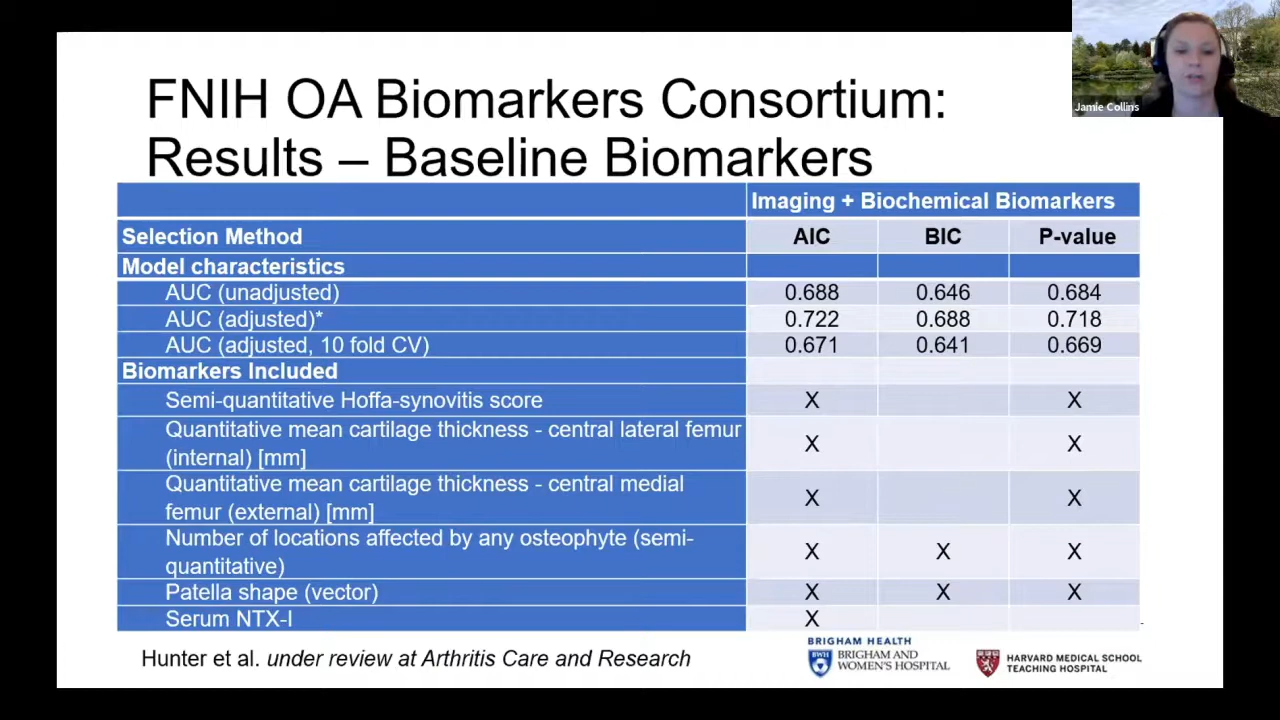 Jamie Collins
FNIH OA Biomarkers Consortium:
Results – Baseline Biomarkers
Imaging + Biochemical Biomarkers
Selection Method AIC BIC P-value
Model characteristics
AUC (unadjusted) 0.688 0.646 0.684
AUC (adjusted)* 0.722 0.688 0.718
AUC (adjusted, 10 fold CV) 0.671 0.641 0.669
Biomarkers Included
Semi-quantitative Hoffa-synovitis score X X
Quantitative mean cartilage thickness - central lateral femur
(internal) [mm] X X
Quantitative mean cartilage thickness - central medial
femur (external) [mm] X X
Number of locations affected by any osteophyte (semi-
quantitative) X X X
Patella shape (vector) X X X
Serum NTX-I X
Hunter et al. under review at Arthritis Care and Research
BRIGHAM HEALTH
BWH
BRIGHAM AND
WOMEN'S HOSPITAL
HARVARD MEDICAL SCHOOL
TEACHING HOSPITAL